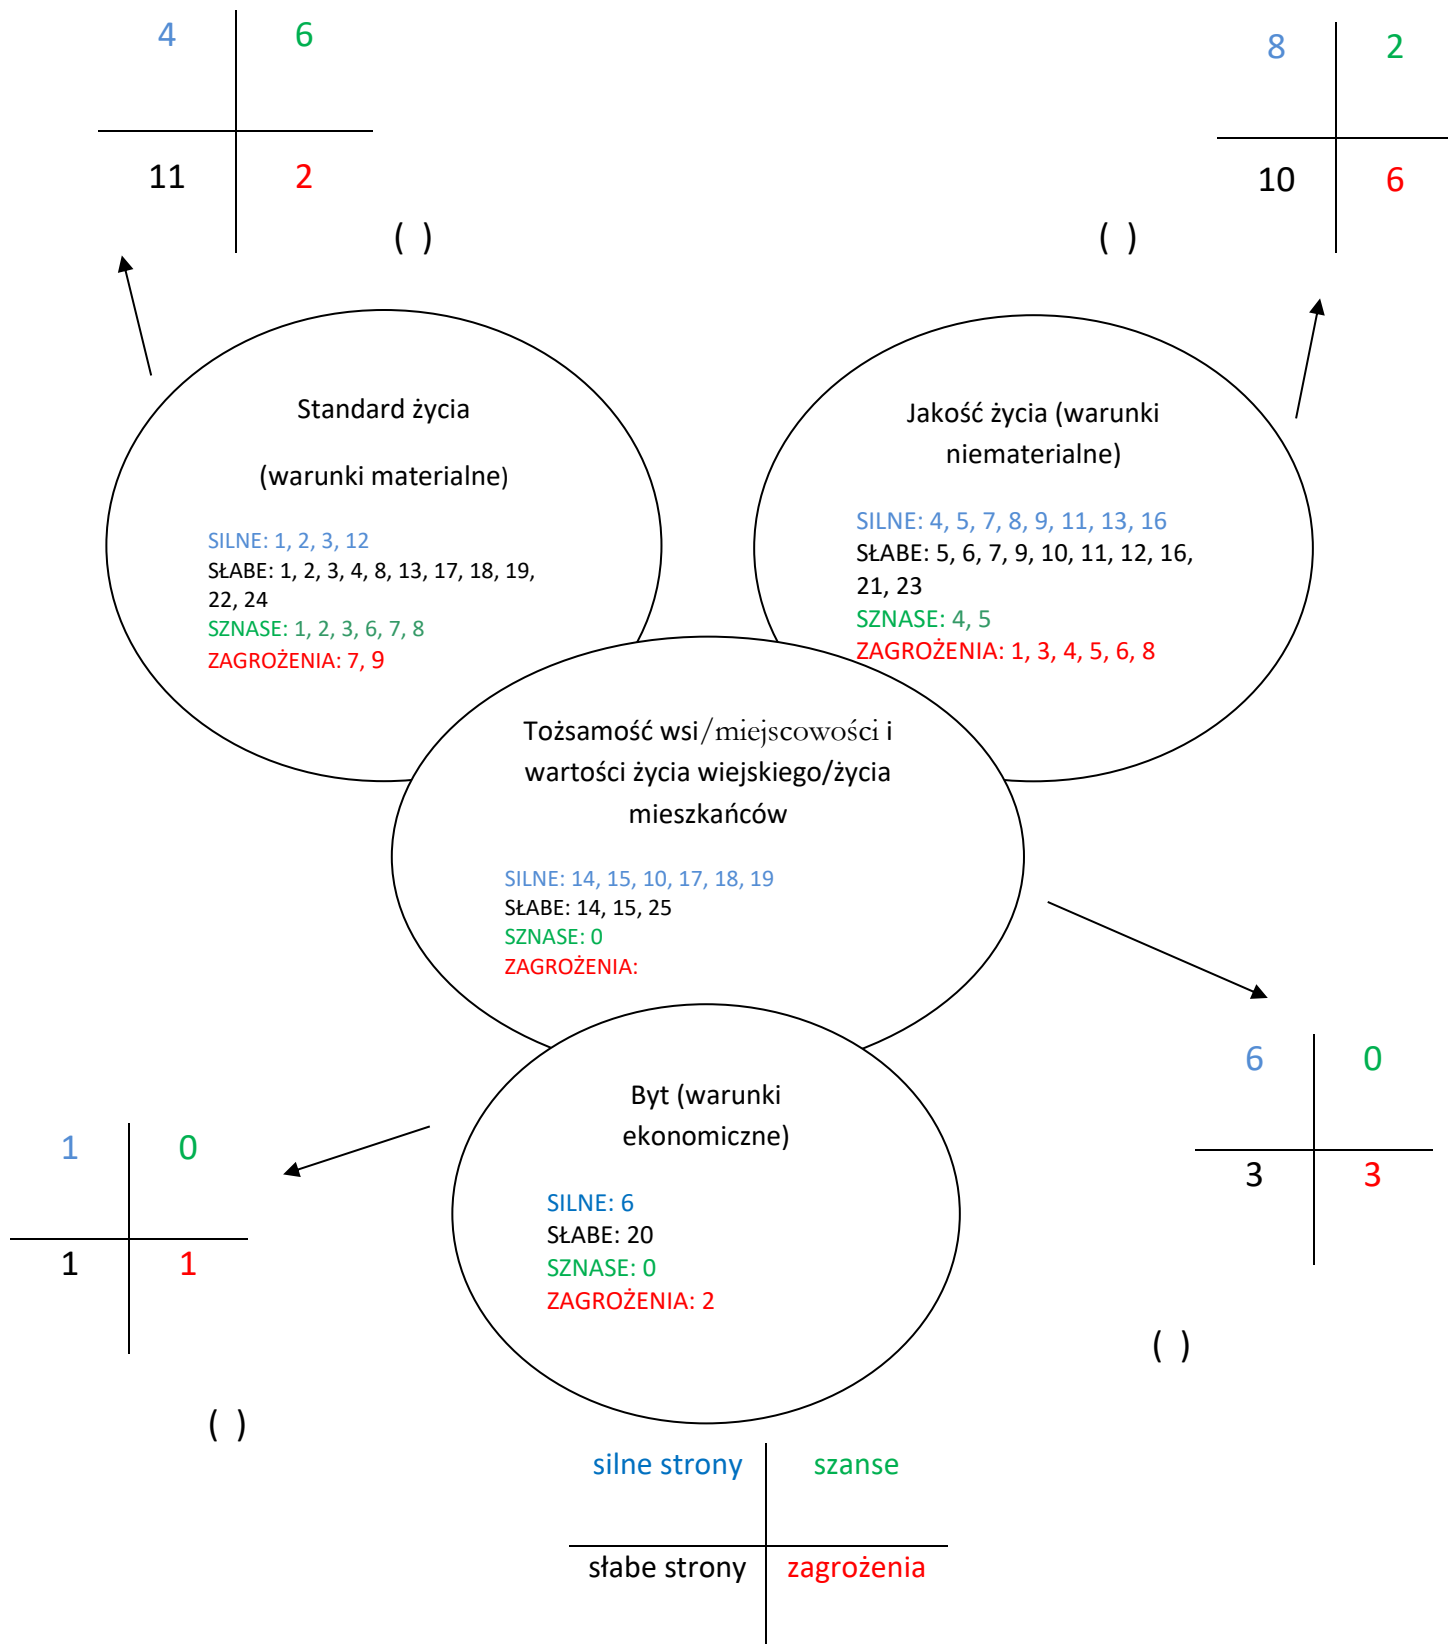 4 6
11 2
( )
8 2
10 6
( )
Standard życia
(warunki materialne)
SILNE: 1, 2, 3, 12
SŁABE: 1, 2, 3, 4, 8, 13, 17, 18, 19,
22, 24
SZNASE: 1, 2, 3, 6, 7, 8
ZAGROŻENIA: 7, 9
Jakość życia (warunki
niematerialne)
SILNE: 4, 5, 7, 8, 9, 11, 13, 16
SŁABE: 5, 6, 7, 9, 10, 11, 12, 16,
21, 23
SZNASE: 4, 5
ZAGROŻENIA: 1, 3, 4, 5, 6, 8
Tożsamość wsi/miejscowości i
wartości życia wiejskiego/życia
mieszkańców
SILNE: 14, 15, 10, 17, 18, 19
SŁABE: 14, 15, 25
SZNASE: 0
ZAGROŻENIA:
6 0
3 3
( )
Byt (warunki
ekonomiczne)
SILNE: 6
SŁABE: 20
SZNASE: 0
ZAGROŻENIA: 2
1 0
1 1
( )
silne strony szanse
słabe strony zagrożenia